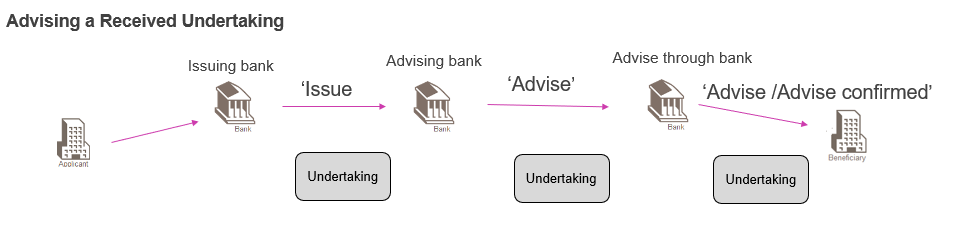 Advising a Received Undertaking
Issuing bank
Advising bank
Advise through bank
‘Issue
‘Advise’
‘Advise /Advise confirmed’
Bank
Bank
Bank
Applicant
Beneficiary
Undertaking
Undertaking
Undertaking